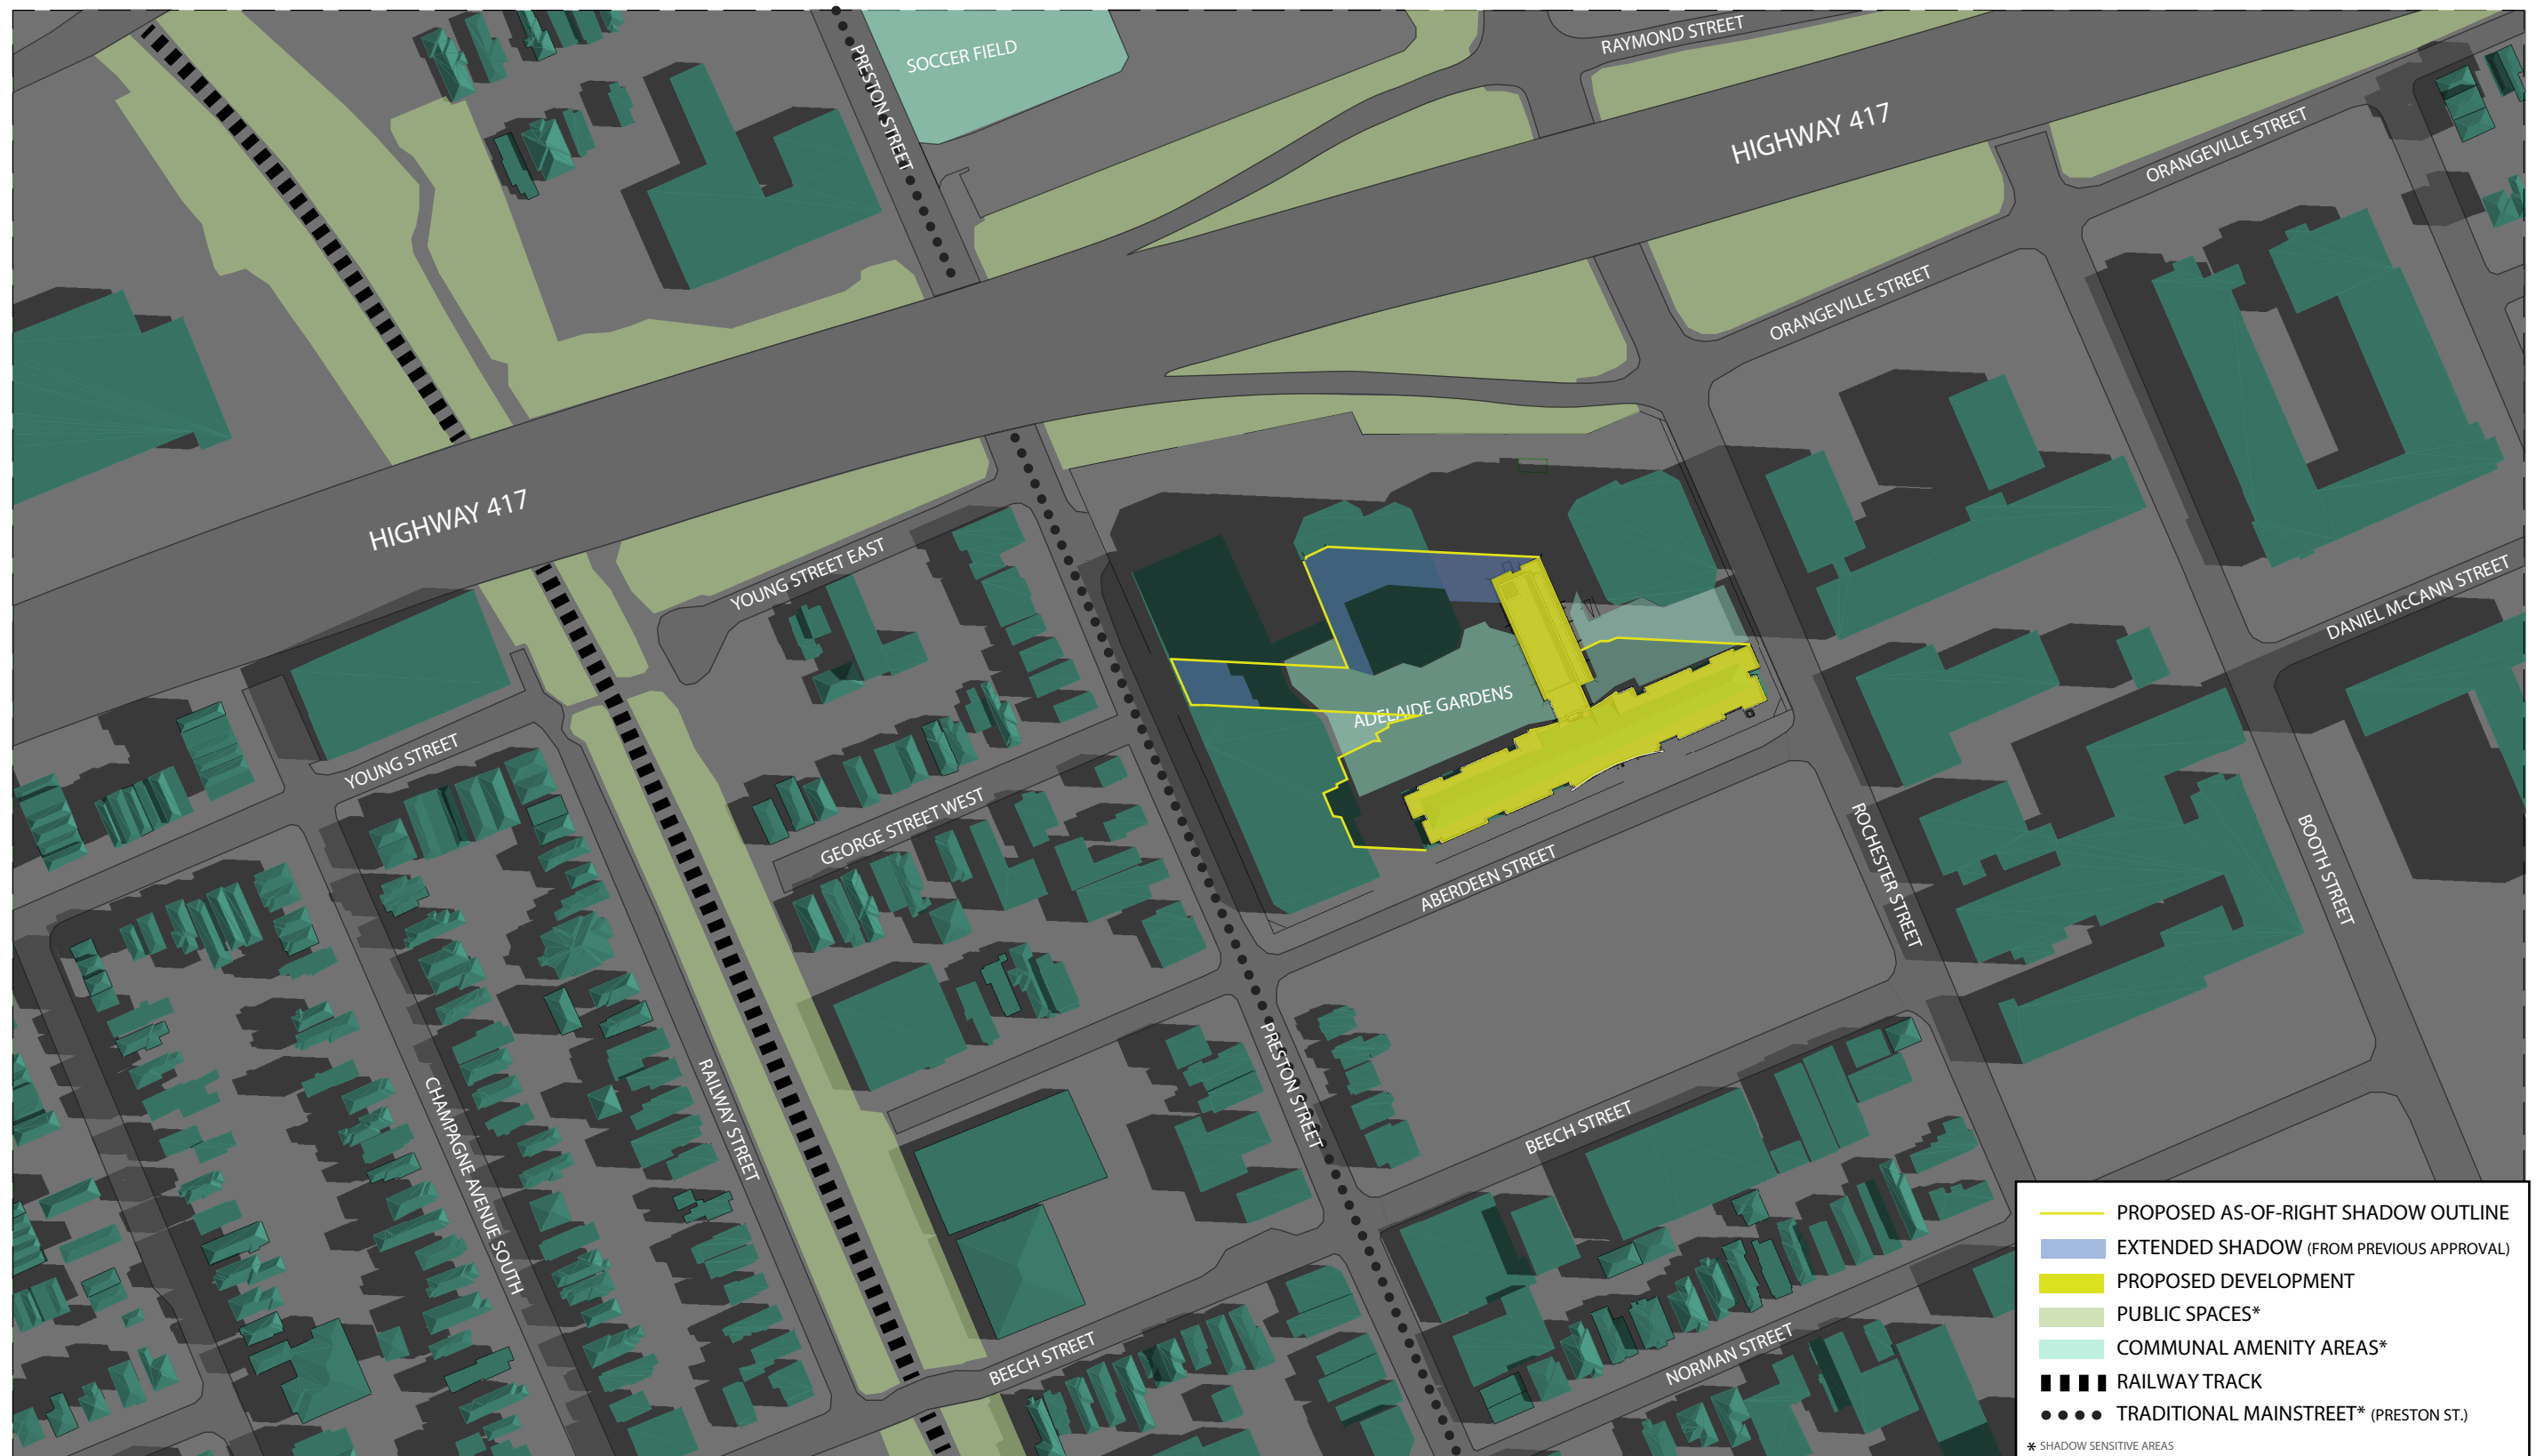 RAYMOND STREET
SOCCER FIELD
PRESTON STREET
HIGHWAY 417
ORANGEVILLE STREET
ORANGEVILLE STREET
HIGHWAY 417
YOUNG STREET EAST
DANIEL McCANN STREET
ADELAIDE GARDENS
YOUNG STREET
GEORGE STREET WEST
ABERDEEN STREET
ROCHESTER STREET
BOOTH STREET
PRESTON STREET
RAILWAY STREET
CHAMPAGNE AVENUE SOUTH
BEECH STREET
BEECH STREET
NORMAN STREET
PROPOSED AS-OF-RIGHT SHADOW OUTLINE
EXTENDED SHADOW (FROM PREVIOUS APPROVAL)
PROPOSED DEVELOPMENT
PUBLIC SPACES*
COMMUNAL AMENITY AREAS*
RAILWAY TRACK
TRADITIONAL MAINSTREET* (PRESTON ST.)
* SHADOW SENSITIVE AREAS